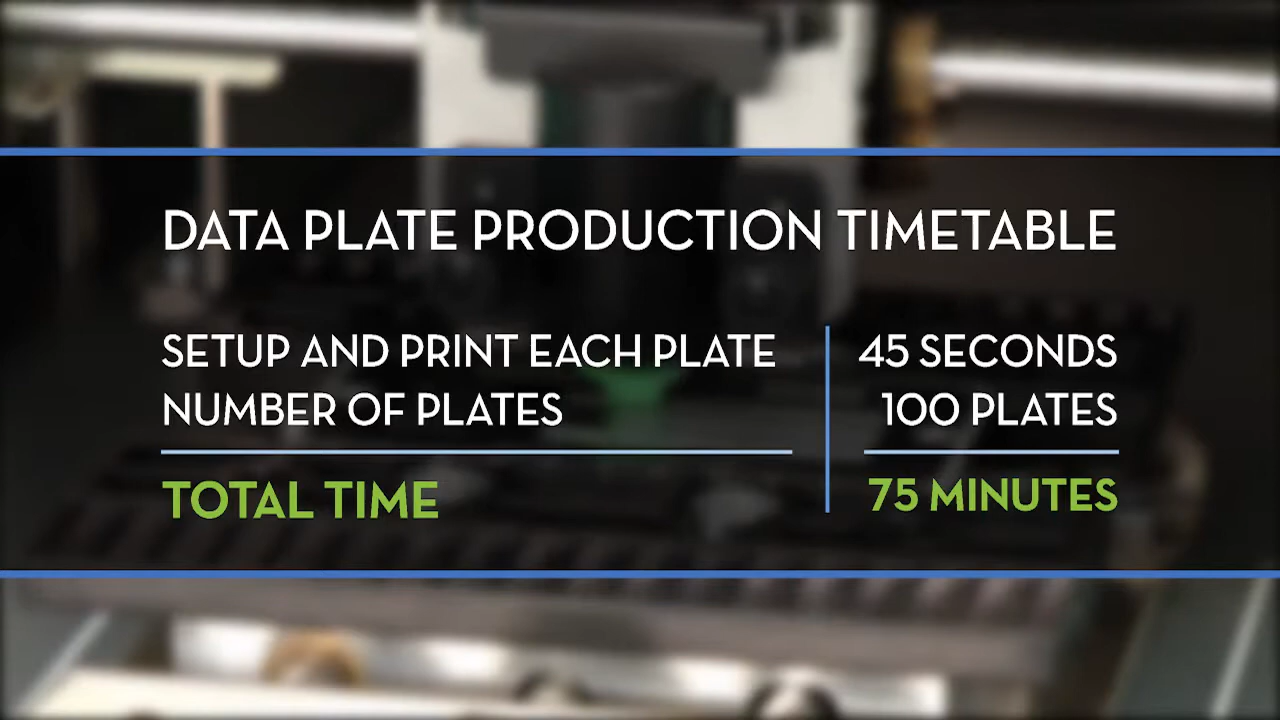 DATA PLATE PRODUCTION TIMETABLE
SETUP AND PRINT EACH PLATE 45 SECONDS
NUMBER OF PLATES 100 PLATES
TOTAL TIME 75 MINUTES